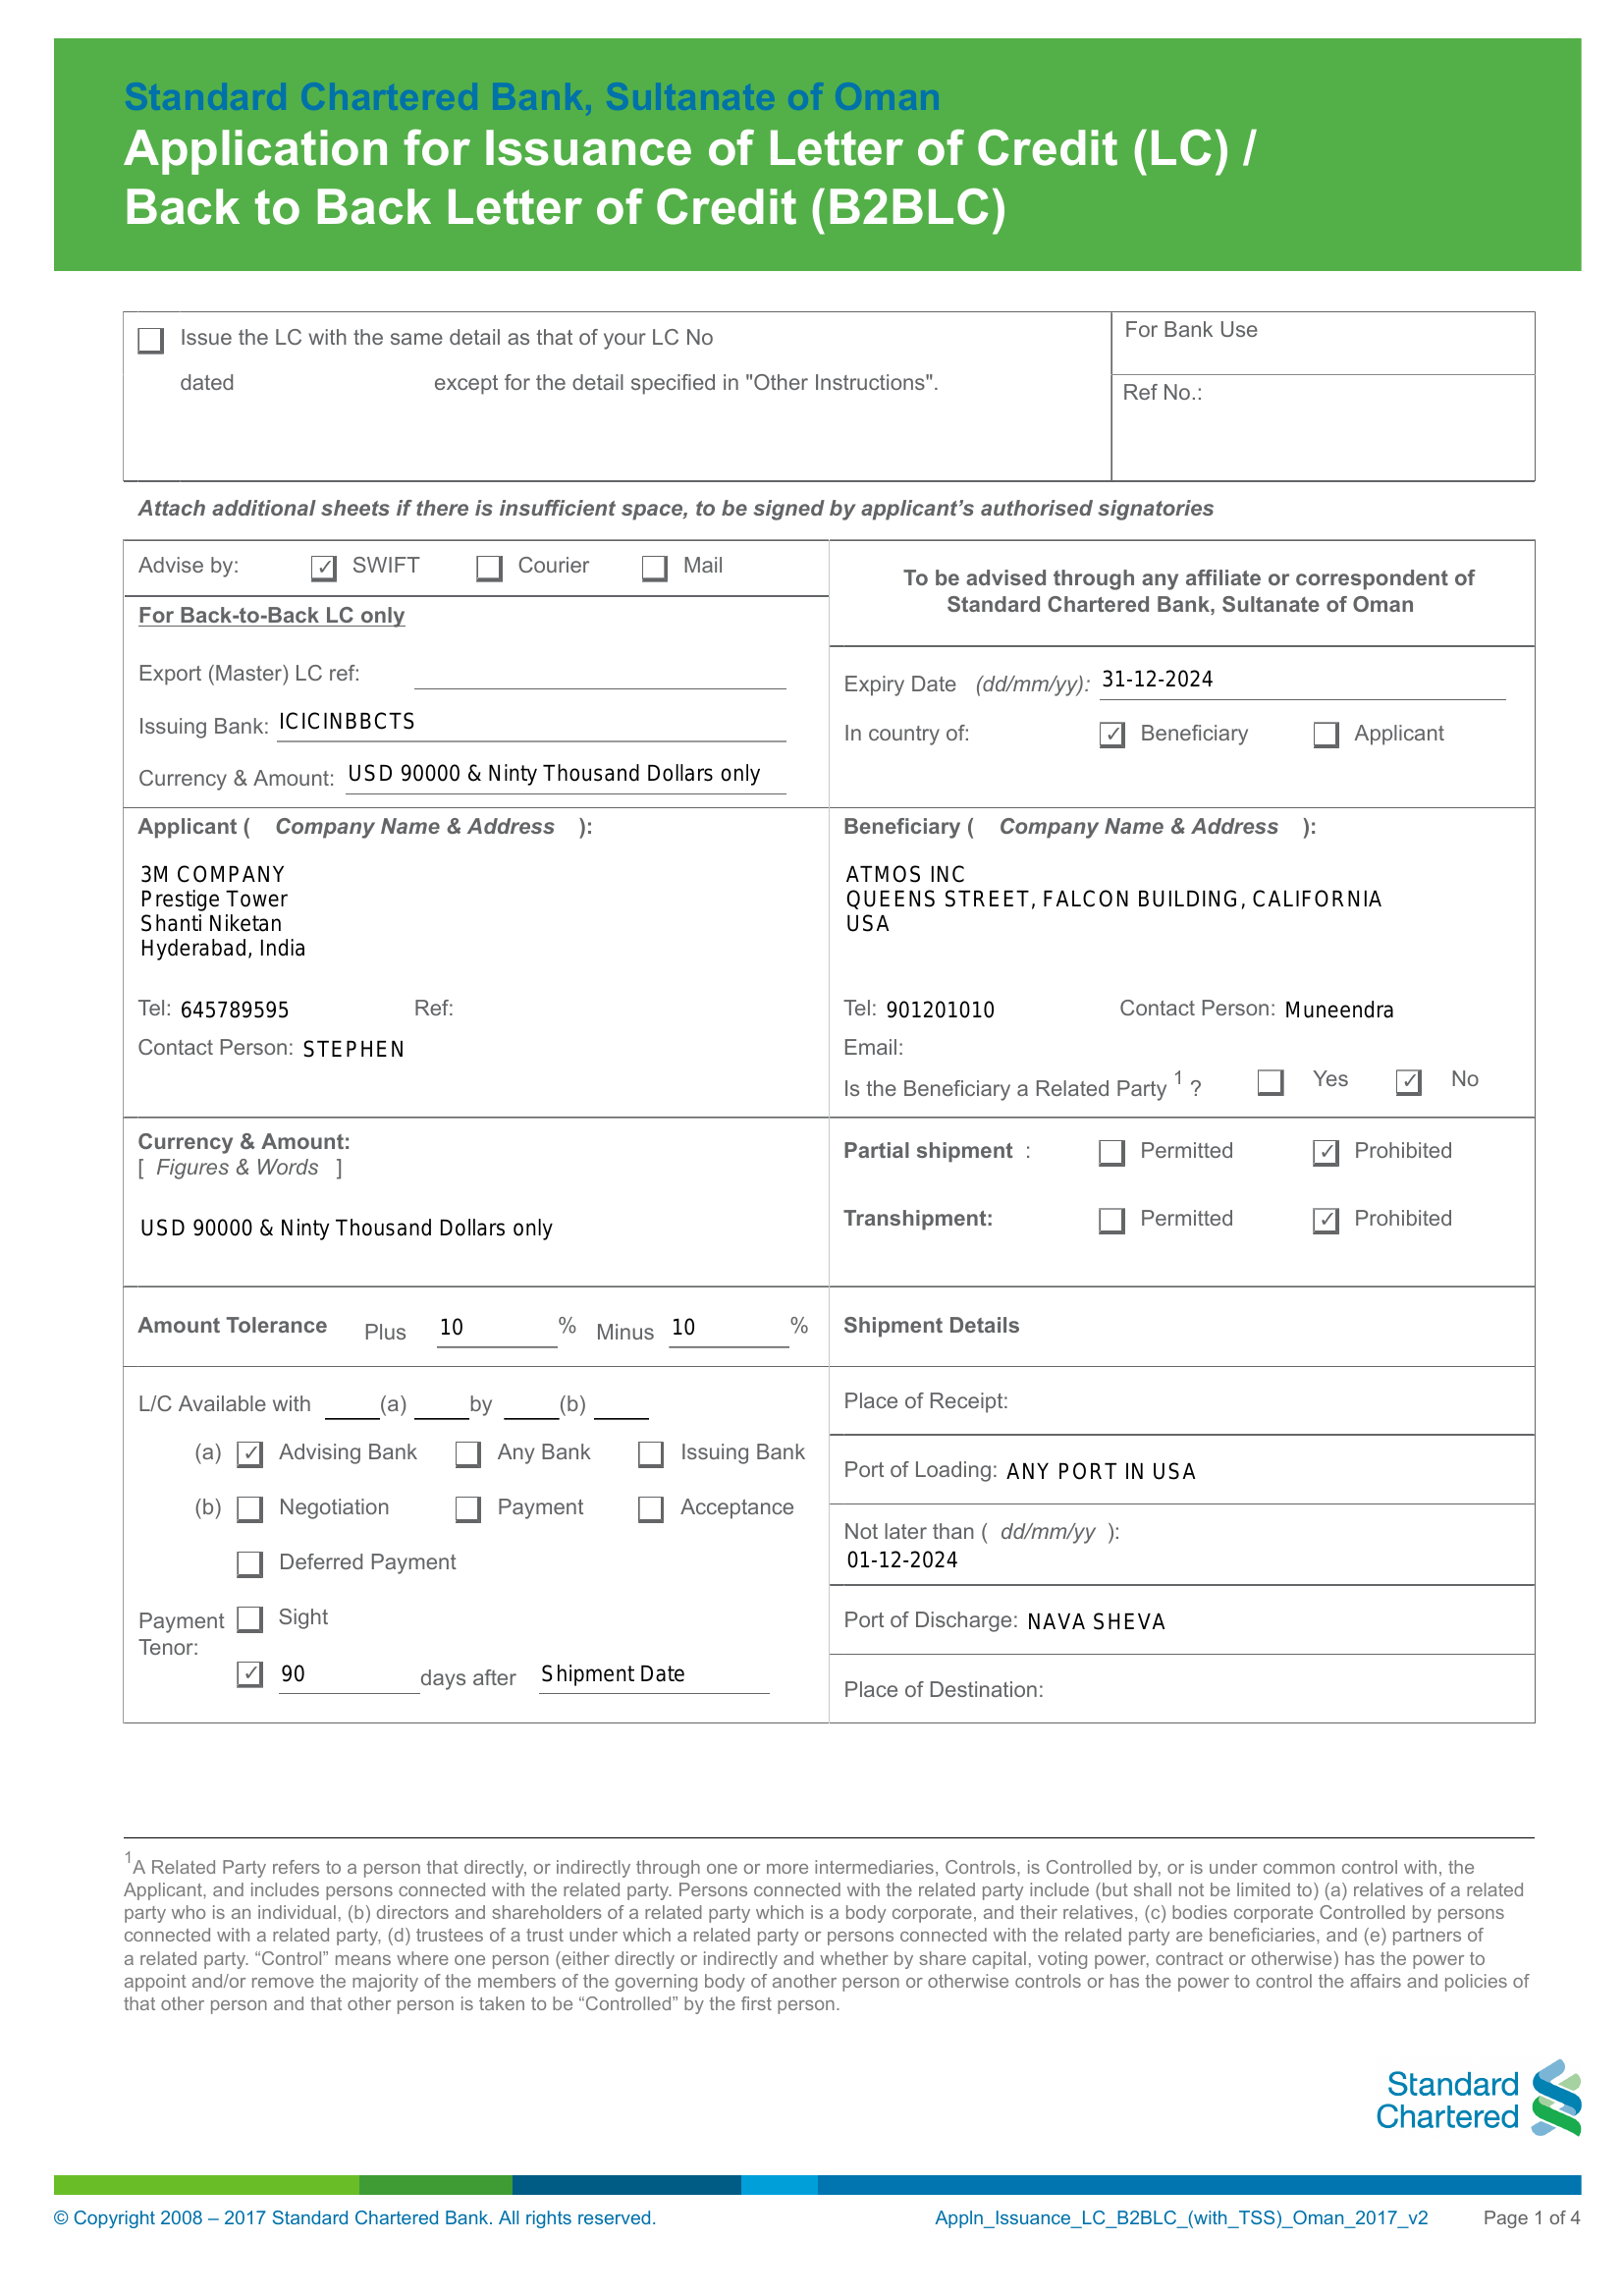 Standard Chartered Bank, Sultanate of Oman
Application for Issuance of Letter of Credit (LC) /
Back to Back Letter of Credit (B2BLC)
Issue the LC with the same detail as that of your LC No
dated except for the detail specified in "Other Instructions".
For Bank Use
Ref No.:
Attach additional sheets if there is insufficient space, to be signed by applicant's authorised signatories
Advise by: ✓ SWIFT Courier Mail
For Back-to-Back LC only
Export (Master) LC ref:
Issuing Bank: ICICINBBCTS
Currency & Amount: USD 90000 & Ninty Thousand Dollars only
To be advised through any affiliate or correspondent of
Standard Chartered Bank, Sultanate of Oman
Expiry Date (dd/mm/yy): 31-12-2024
In country of: ✓ Beneficiary Applicant
Applicant ( Company Name & Address ):
3M COMPANY
Prestige Tower
Shanti Niketan
Hyderabad, India
Tel: 645789595 Ref:
Contact Person: STEPHEN
Beneficiary ( Company Name & Address ):
ATMOS INC
QUEENS STREET, FALCON BUILDING, CALIFORNIA
USA
Tel: 901201010 Contact Person: Muneendra
Email:
Is the Beneficiary a Related Party 1 ? Yes ✓ No
Currency & Amount:
[ Figures & Words ]
USD 90000 & Ninty Thousand Dollars only
Partial shipment : Permitted ✓ Prohibited
Transhipment: Permitted ✓ Prohibited
Amount Tolerance Plus 10 % Minus 10 %
L/C Available with (a) by (b)
(a) ✓ Advising Bank Any Bank Issuing Bank
(b) Negotiation Payment Acceptance
Deferred Payment
Payment Tenor: Sight
✓ 90 days after Shipment Date
Shipment Details
Place of Receipt:
Port of Loading: ANY PORT IN USA
Not later than ( dd/mm/yy ):
01-12-2024
Port of Discharge: NAVA SHEVA
Place of Destination:
1A Related Party refers to a person that directly, or indirectly through one or more intermediaries, Controls, is Controlled by, or is under common control with, the
Applicant, and includes persons connected with the related party. Persons connected with the related party include (but shall not be limited to) (a) relatives of a related
party who is an individual, (b) directors and shareholders of a related party which is a body corporate, and their relatives, (c) bodies corporate Controlled by persons
connected with a related party, (d) trustees of a trust under which a related party or persons connected with the related party are beneficiaries, and (e) partners of
a related party. “Control” means where one person (either directly or indirectly and whether by share capital, voting power, contract or otherwise) has the power to
appoint and/or remove the majority of the members of the governing body of another person or otherwise controls or has the power to control the affairs and policies of
that other person and that other person is taken to be “Controlled” by the first person.
Standard
Chartered
© Copyright 2008 – 2017 Standard Chartered Bank. All rights reserved. Appln_Issuance_LC_B2BLC_(with_TSS)_Oman_2017_v2 Page 1 of 4